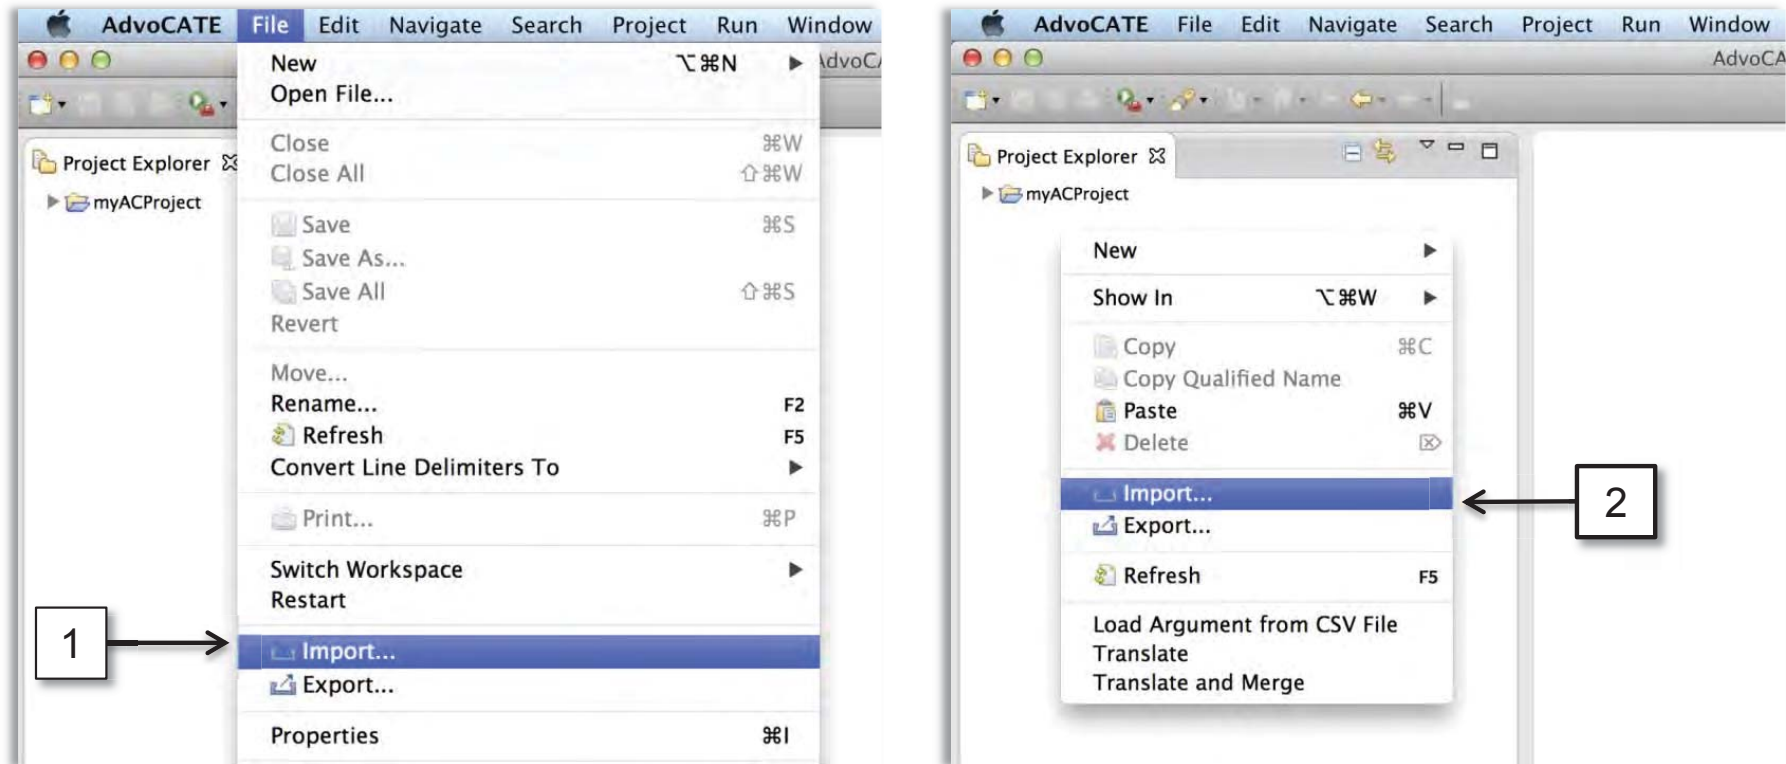 AdvoCATE File Edit Navigate Search Project Run Window
AdvoCA
New ⌥⌘N ▶
Open File...
Close ⌘W
Close All ⇧⌘W
Project Explorer
myACProject
Save ⌘S
Save As...
Save All ⇧⌘S
Revert
Move...
Rename... F2
Refresh F5
Convert Line Delimiters To ▶
Print... ⌘P
Switch Workspace ▶
Restart
1
Import...
Export...
Properties ⌘I
AdvoCATE File Edit Navigate Search Project Run Window
AdvoCA
Project Explorer
myACProject
New ▶
Show In ⌥⌘W ▶
Copy ⌘C
Copy Qualified Name
Paste ⌘V
Delete ⌦
Import...
2
Export...
Refresh F5
Load Argument from CSV File
Translate
Translate and Merge